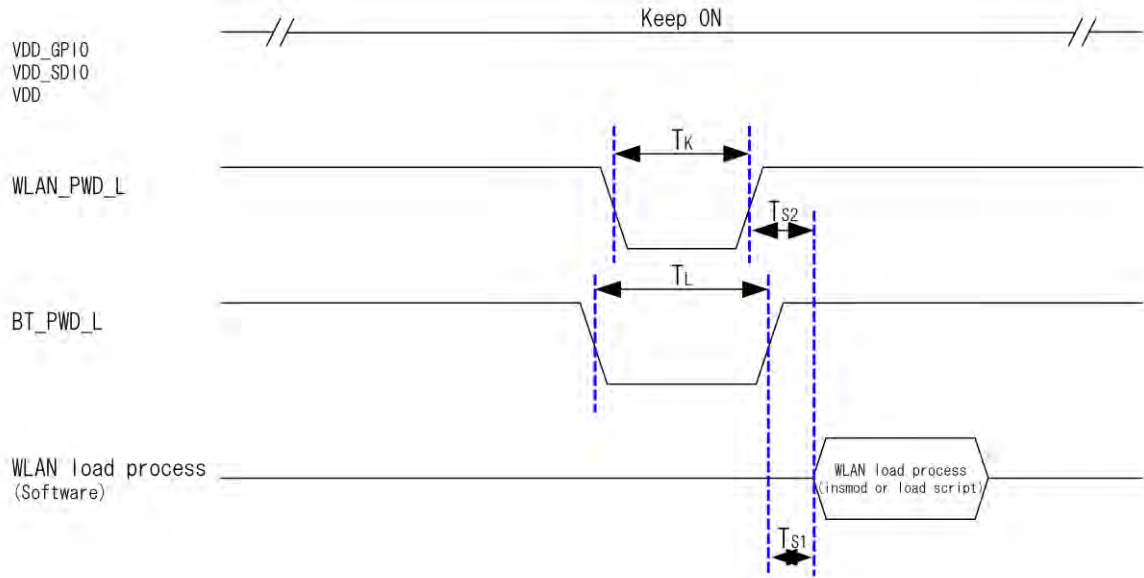 Keep ON
VDD_GPIO
VDD_SDIO
VDD
TK
WLAN_PWD_L
TS2
TL
BT_PWD_L
WLAN load process
(Software)
WLAN load process
(insmod or load script)
TS1